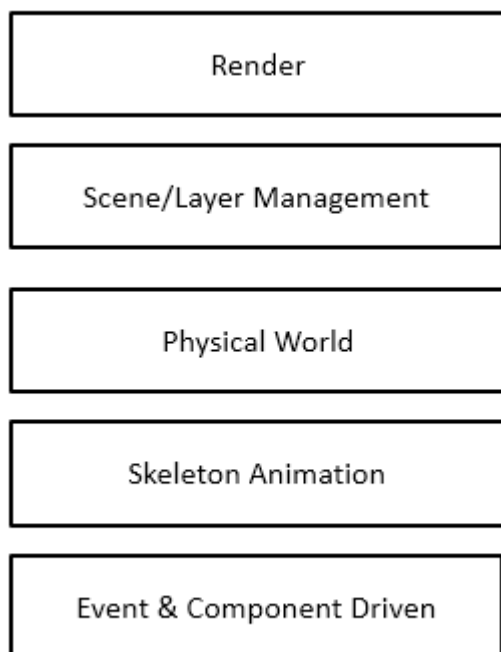 Render
Scene/Layer Management
Physical World
Skeleton Animation
Event & Component Driven